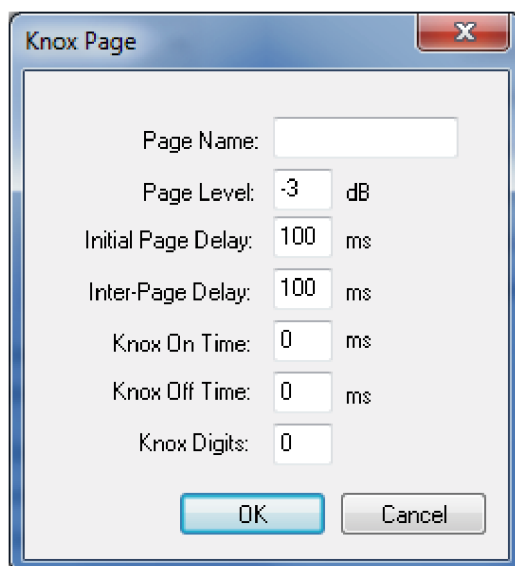 Knox Page
Page Name:
Page Level: -3 dB
Initial Page Delay: 100 ms
Inter-Page Delay: 100 ms
Knox On Time: 0 ms
Knox Off Time: 0 ms
Knox Digits: 0
OK Cancel